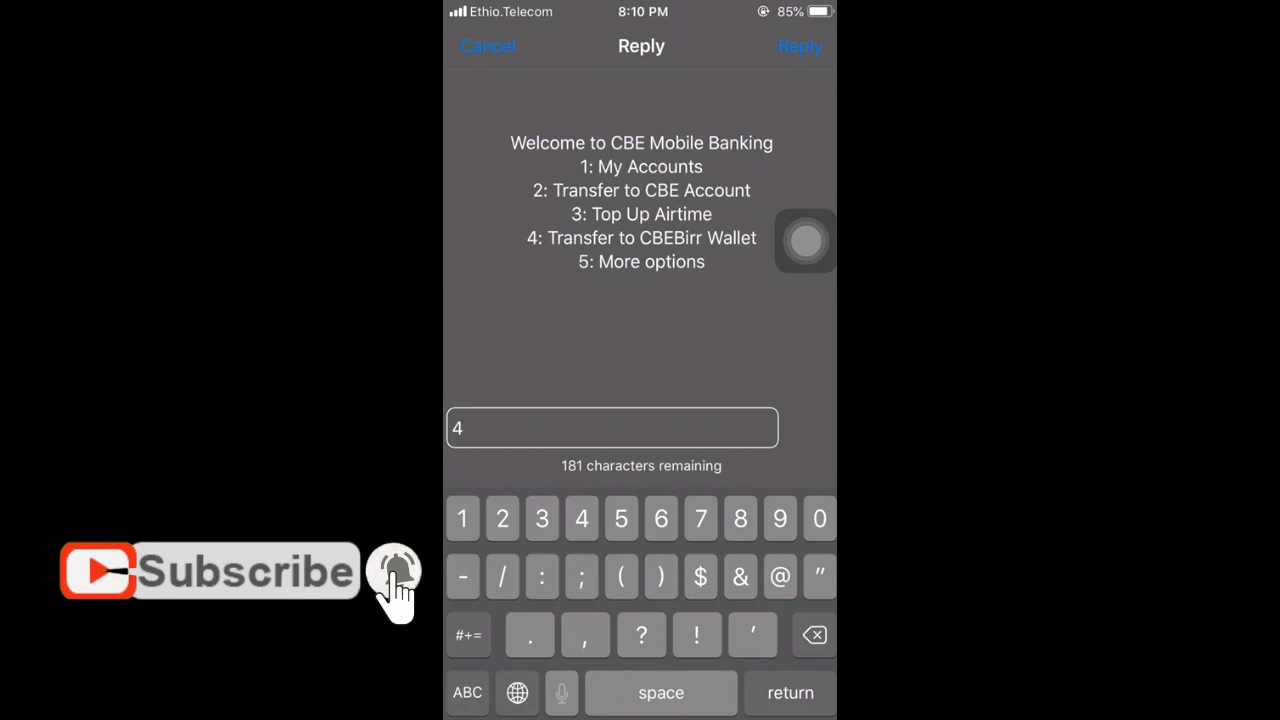 Ethio.Telecom 8:10 PM 85%
Cancel Reply Reply
Welcome to CBE Mobile Banking
1: My Accounts
2: Transfer to CBE Account
3: Top Up Airtime
4: Transfer to CBEBirr Wallet
5: More options
4
181 characters remaining
1 2 3 4 5 6 7 8 9 0
- / : ; ( ) $ & @ "
Subscribe
#+= . , ? ! '
ABC space return